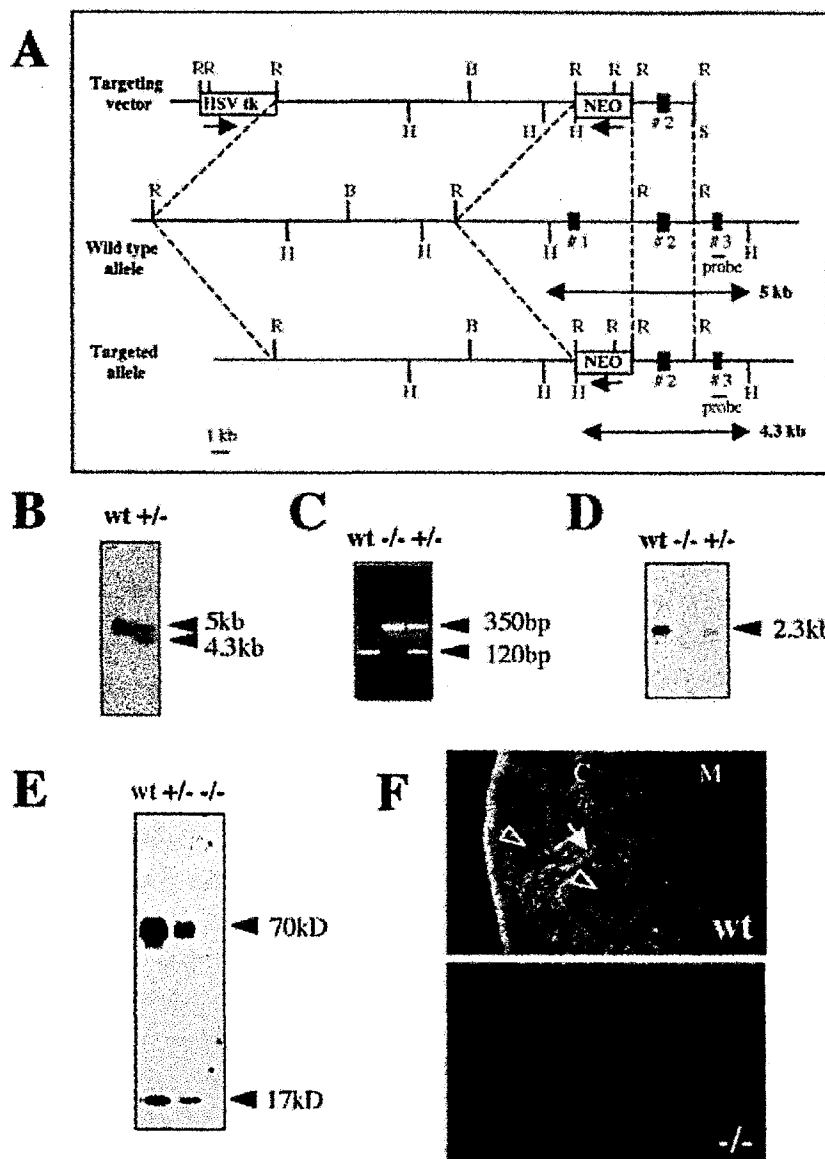 A
R R R B R R R R
Targeting vector
HSV tk
NEO
#2
H H H S
R B R R R
Wild type allele
H H H #1 #2 #3 H
probe
5 kb
R B R R R R
Targeted allele
NEO
H H H #2 #3 H
probe
4.3 kb
1 kb
B
wt +/-
5kb
4.3kb
C
wt -/- +/-
350bp
120bp
D
wt -/- +/-
2.3kb
E
wt +/- -/-
70kD
17kD
F
C M
wt
-/-